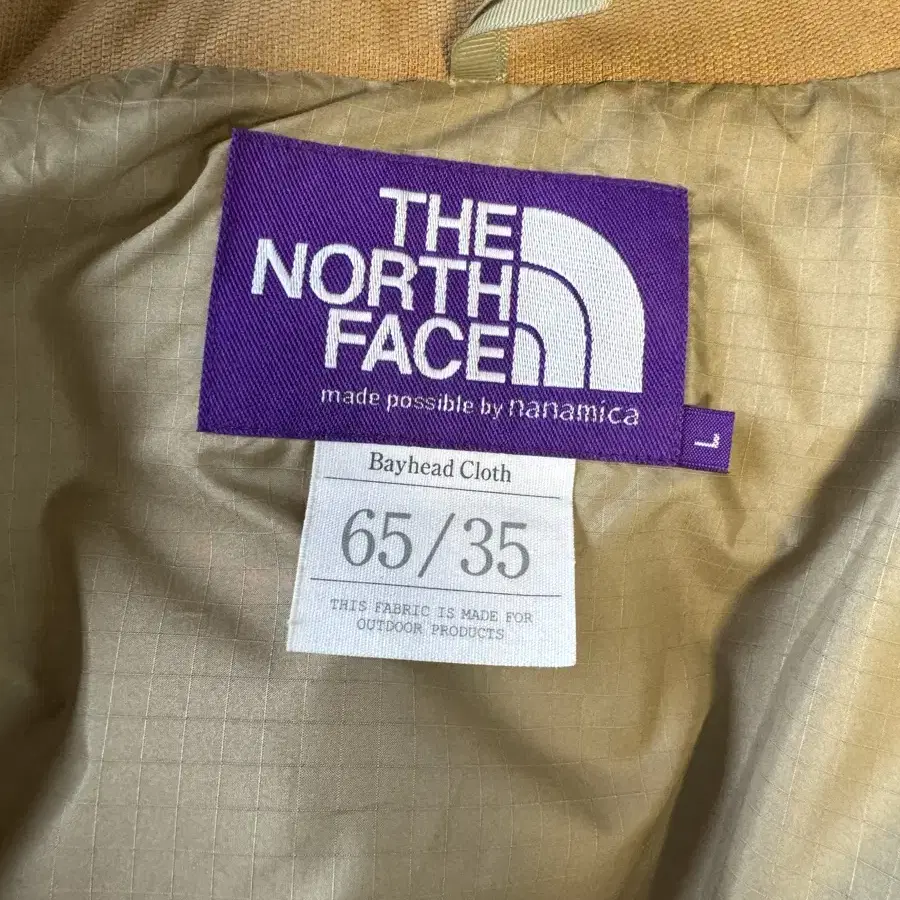 THE
NORTH
FACE
made possible by nanamica
L
Bayhead Cloth
65/35
THIS FABRIC IS MADE FOR
OUTDOOR PRODUCTS